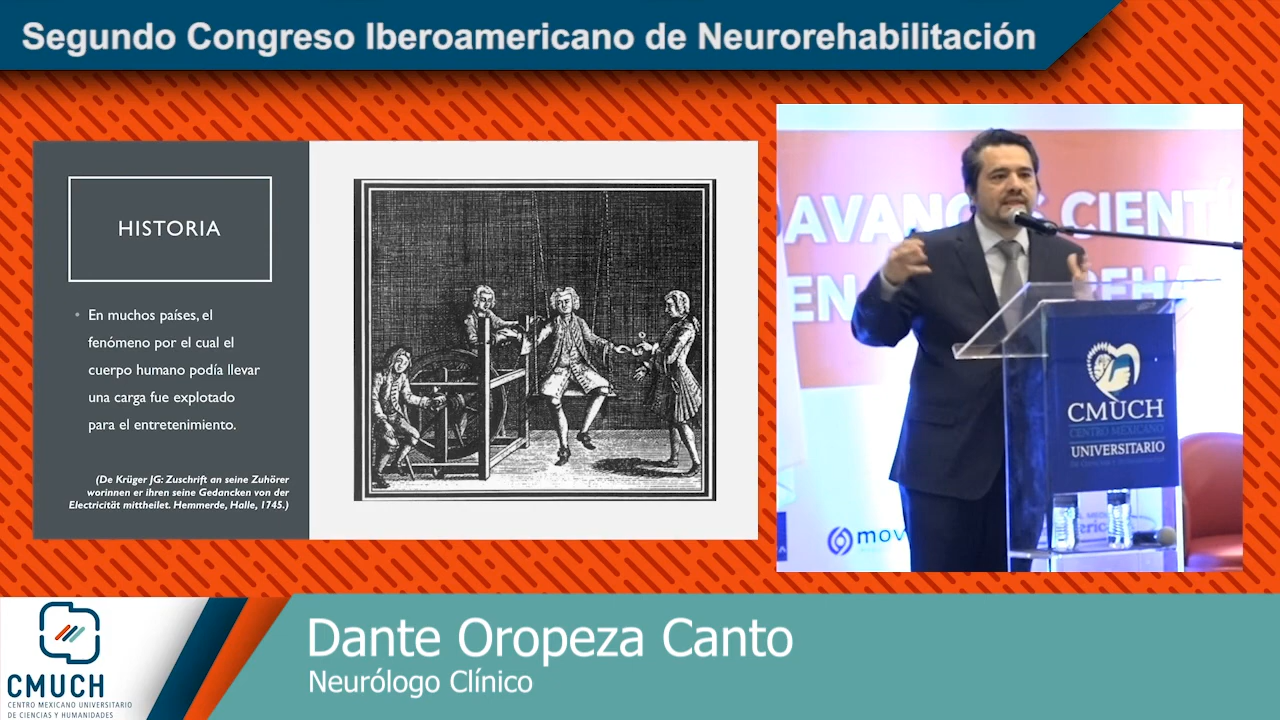 Segundo Congreso Iberoamericano de Neurorehabilitación
HISTORIA
• En muchos países, el
fenómeno por el cual el
cuerpo humano podía llevar
una carga fue explotado
para el entretenimiento.
(De Krüger JG: Zuschrift an seine Zuhörer
worinnen er ihren seine Gedancken von der
Electricität mittheilet. Hemmerde, Halle, 1745.)
CIENT
EN
CMUCH
CENTRO MEXICANO
UNIVERSITARIO
mov
Dante Oropeza Canto
Neurólogo Clínico
CMUCH
CENTRO MEXICANO UNIVERSITARIO
DE CIENCIAS Y HUMANIDADES